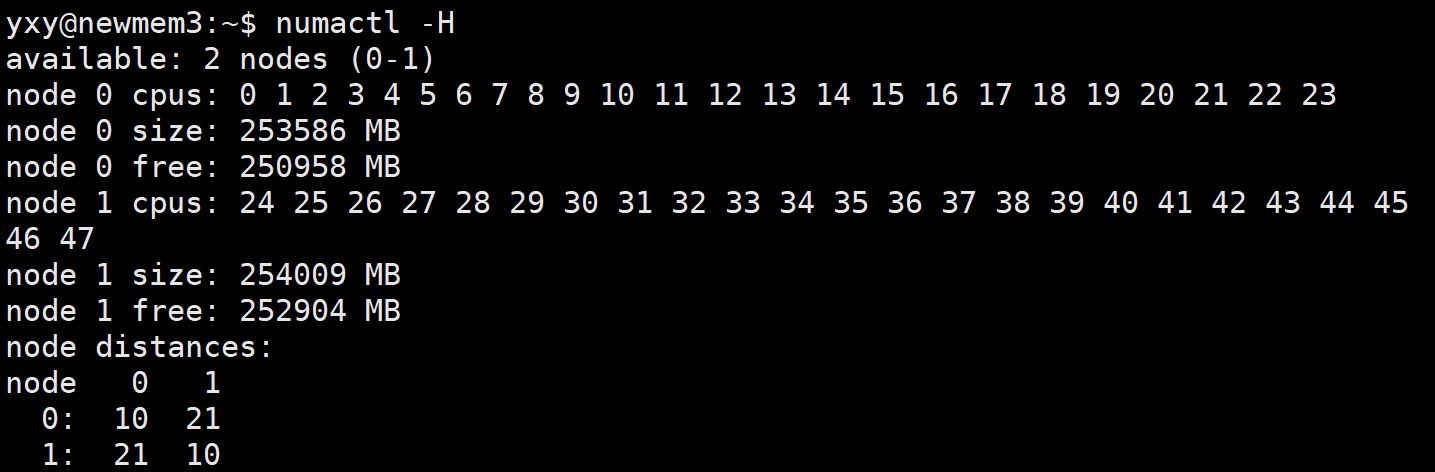 yxy@newmem3:~$ numactl -H
available: 2 nodes (0-1)
node 0 cpus: 0 1 2 3 4 5 6 7 8 9 10 11 12 13 14 15 16 17 18 19 20 21 22 23
node 0 size: 253586 MB
node 0 free: 250958 MB
node 1 cpus: 24 25 26 27 28 29 30 31 32 33 34 35 36 37 38 39 40 41 42 43 44 45
46 47
node 1 size: 254009 MB
node 1 free: 252904 MB
node distances:
node   0   1
  0:  10  21
  1:  21  10